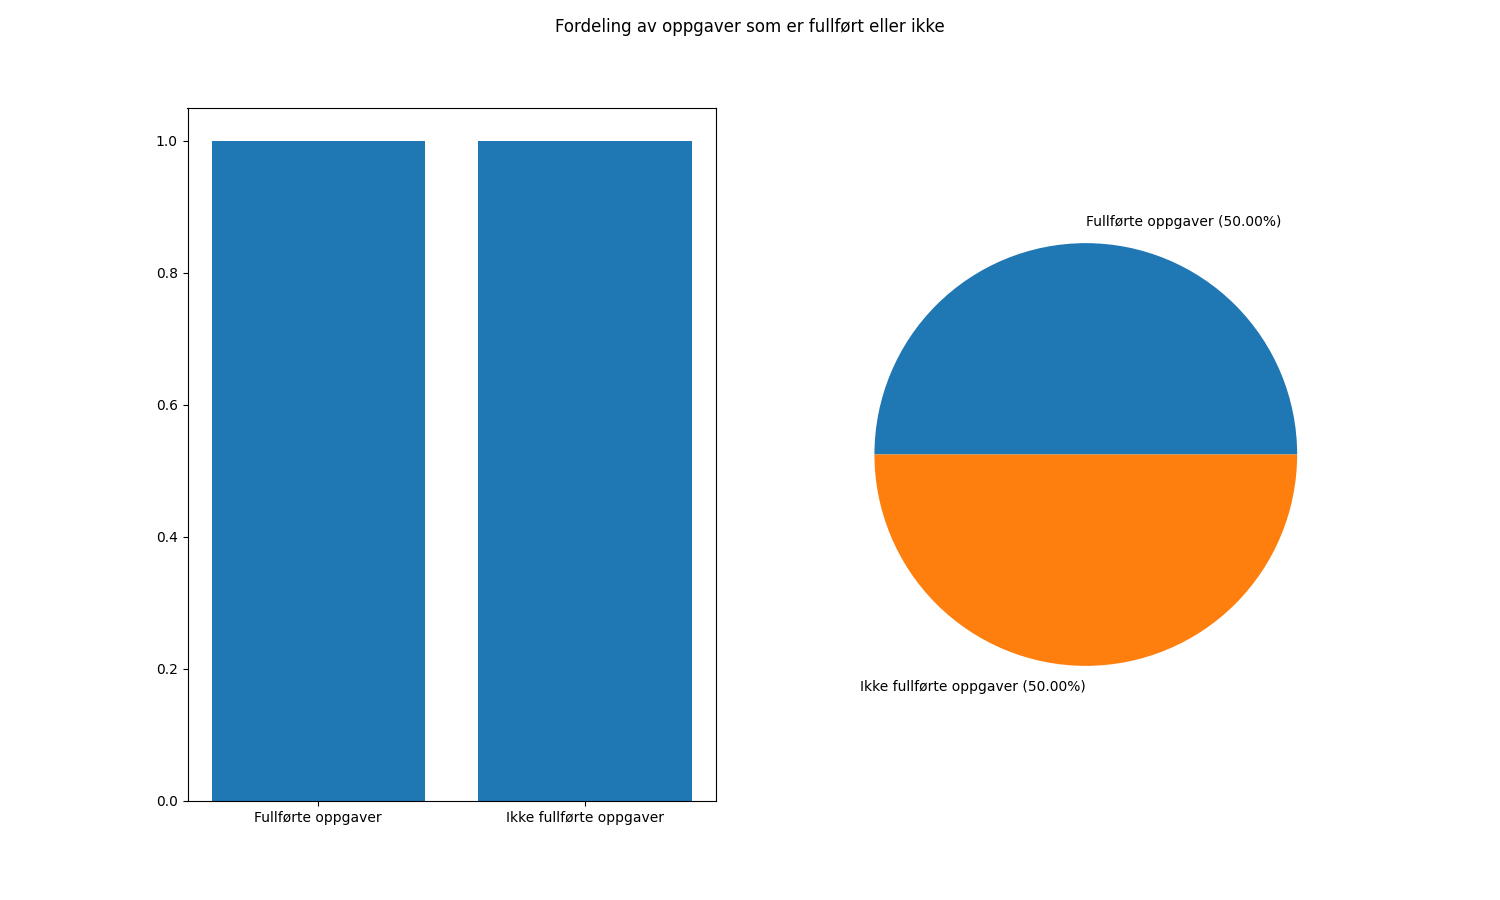 Fordeling av oppgaver som er fullført eller ikke
1.0
0.8
0.6
0.4
0.2
0.0
Fullførte oppgaver
Ikke fullførte oppgaver
Fullførte oppgaver (50.00%)
Ikke fullførte oppgaver (50.00%)